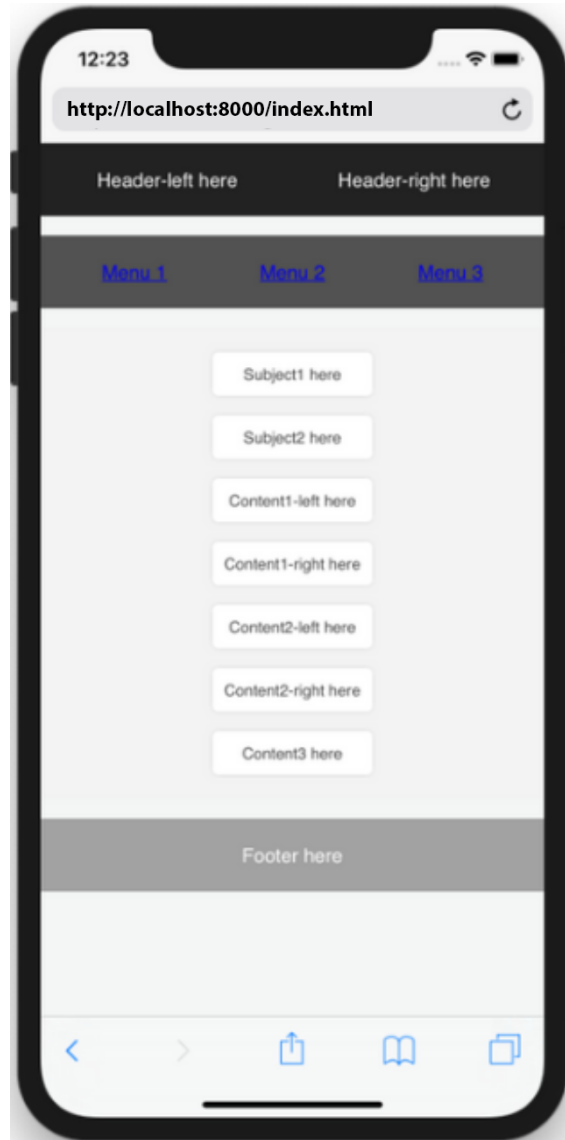 12:23
http://localhost:8000/index.html
Header-left here Header-right here
Menu 1 Menu 2 Menu 3
Subject1 here
Subject2 here
Content1-left here
Content1-right here
Content2-left here
Content2-right here
Content3 here
Footer here